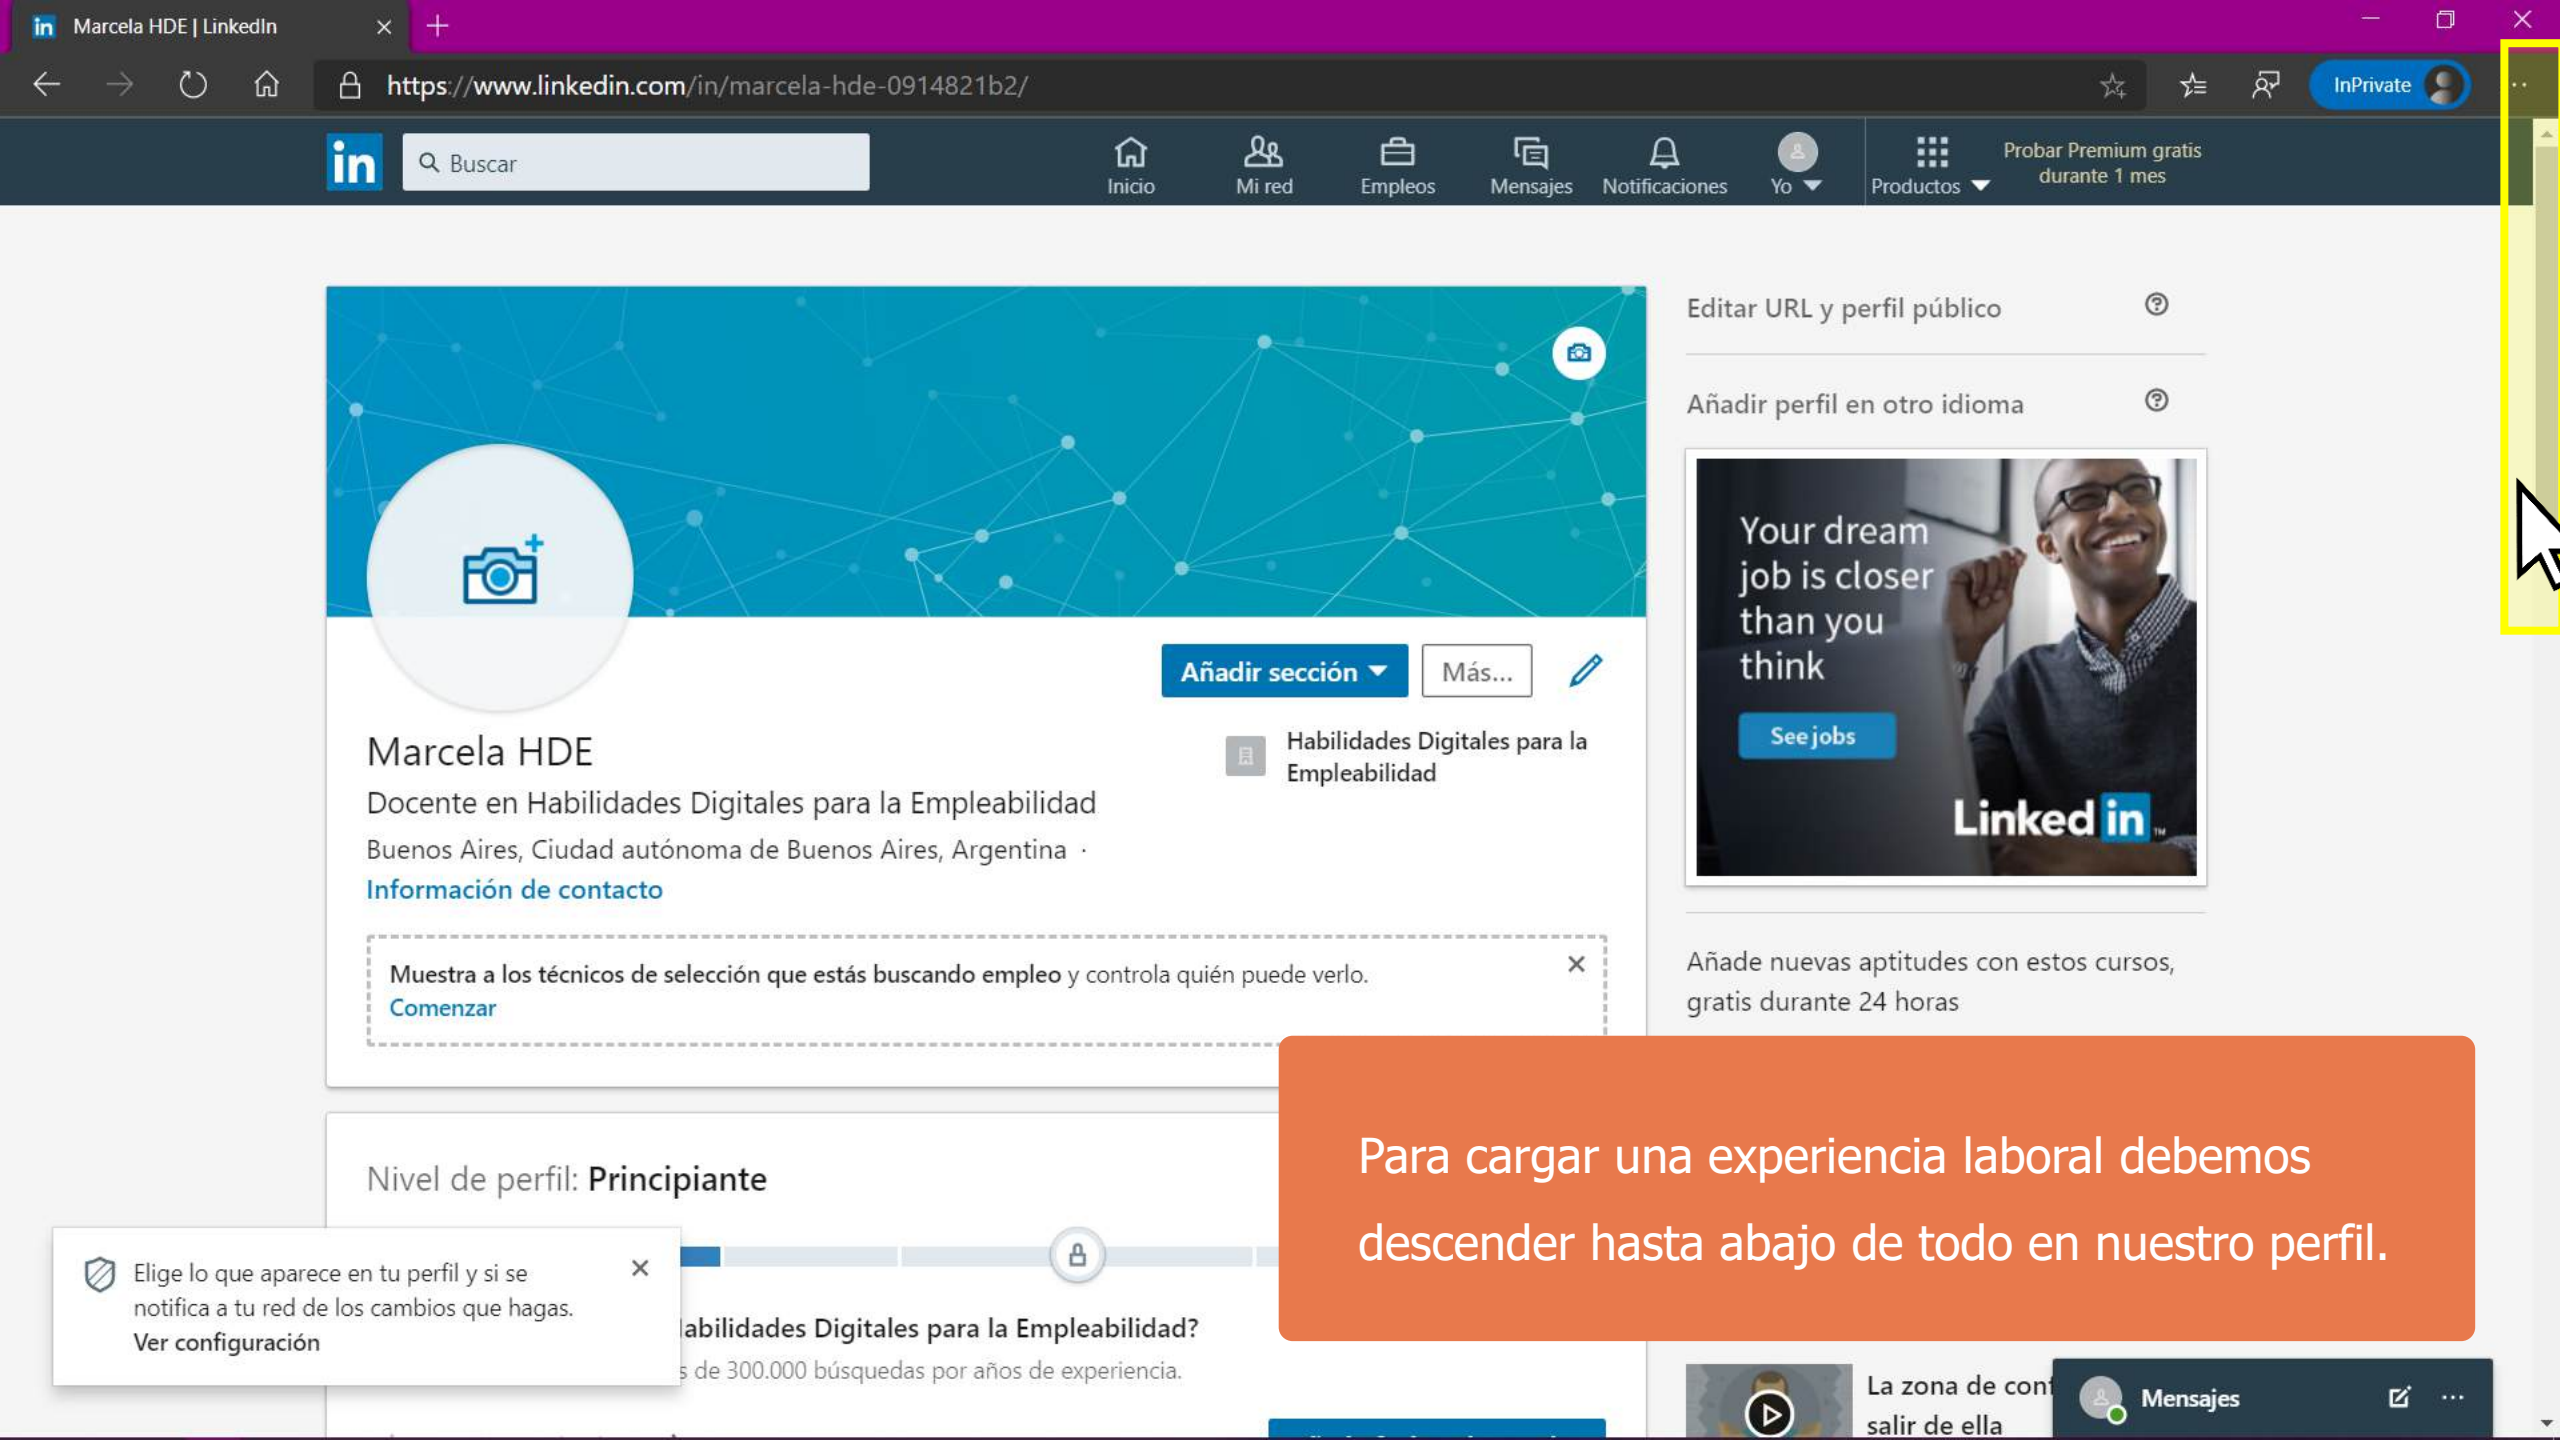 in Marcela HDE | LinkedIn
https://www.linkedin.com/in/marcela-hde-0914821b2/
InPrivate
in
Buscar
Inicio
Mi red
Empleos
Mensajes
Notificaciones
Yo
Productos
Probar Premium gratis
durante 1 mes
Editar URL y perfil público
Añadir perfil en otro idioma
Your dream
job is closer
than you
think
See jobs
Linked in
Añadir sección
Más...
Marcela HDE
Habilidades Digitales para la
Empleabilidad
Docente en Habilidades Digitales para la Empleabilidad
Buenos Aires, Ciudad autónoma de Buenos Aires, Argentina ·
Información de contacto
Muestra a los técnicos de selección que estás buscando empleo y controla quién puede verlo.
Comenzar
Añade nuevas aptitudes con estos cursos,
gratis durante 24 horas
Para cargar una experiencia laboral debemos
descender hasta abajo de todo en nuestro perfil.
Nivel de perfil: Principiante
Elige lo que aparece en tu perfil y si se
notifica a tu red de los cambios que hagas.
Ver configuración
abilidades Digitales para la Empleabilidad?
s de 300.000 búsquedas por años de experiencia.
La zona de conf
salir de ella
Mensajes